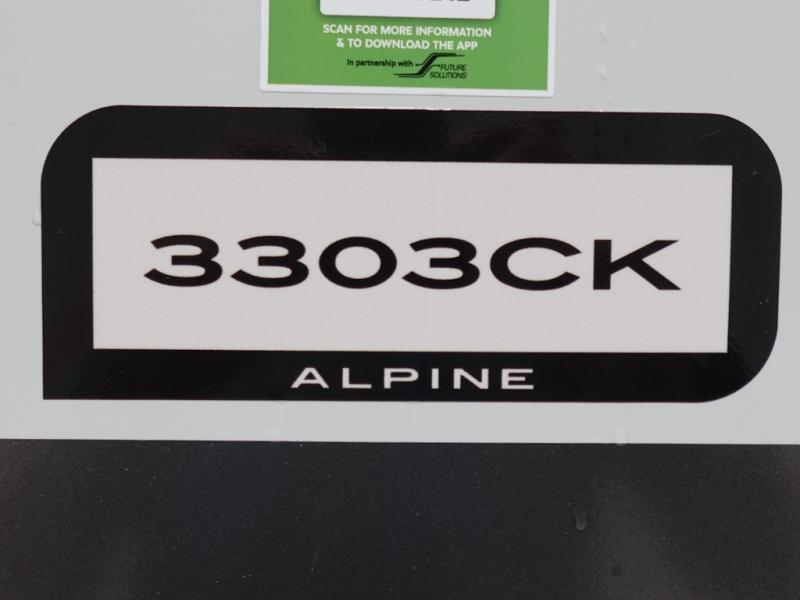 SCAN FOR MORE INFORMATION
& TO DOWNLOAD THE APP
In partnership with FUTURE
SOLUTIONS
3303CK
ALPINE